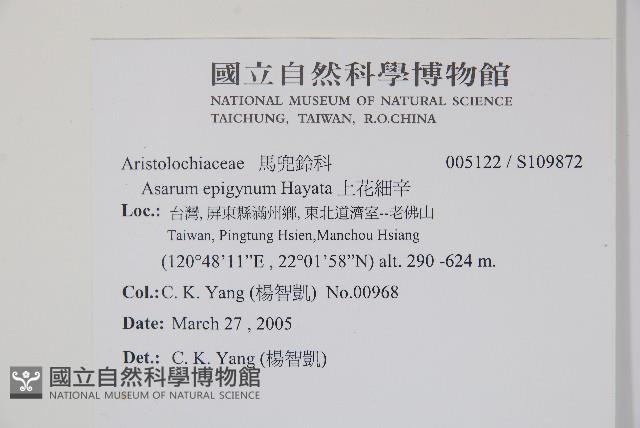 國立自然科學博物館
NATIONAL MUSEUM OF NATURAL SCIENCE
TAICHUNG, TAIWAN, R.O.CHINA
Aristolochiaceae 馬兜鈴科 005122 / S109872
Asarum epigynum Hayata 上花細辛
Loc.: 台灣, 屏東縣滿州鄉, 東北道濟室--老佛山
Taiwan, Pingtung Hsien,Manchou Hsiang
(120°48'11”E , 22°01'58”N) alt. 290 -624 m.
Col.:C. K. Yang (楊智凱) No.00968
Date: March 27 , 2005
Det.: C. K. Yang (楊智凱)
國立自然科學博物館
NATIONAL MUSEUM OF NATURAL SCIENCE